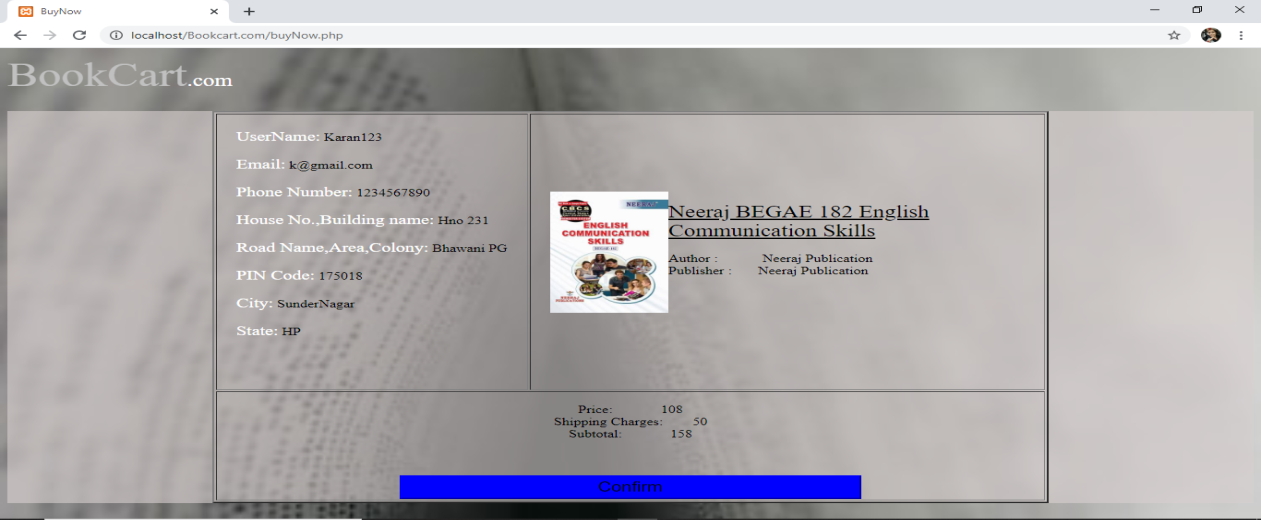 BuyNow
localhost/Bookcart.com/buyNow.php
BookCart.com
UserName: Karan123
Email: k@gmail.com
Phone Number: 1234567890
House No.,Building name: Hno 231
Road Name,Area,Colony: Bhawani PG
PIN Code: 175018
City: SunderNagar
State: HP
NEERAJ
CBCS
ENGLISH
COMMUNICATION
SKILLS
NEERAJ
PUBLICATIONS
Neeraj BEGAE 182 English
Communication Skills
Author : Neeraj Publication
Publisher : Neeraj Publication
Price: 108
Shipping Charges: 50
Subtotal: 158
Confirm